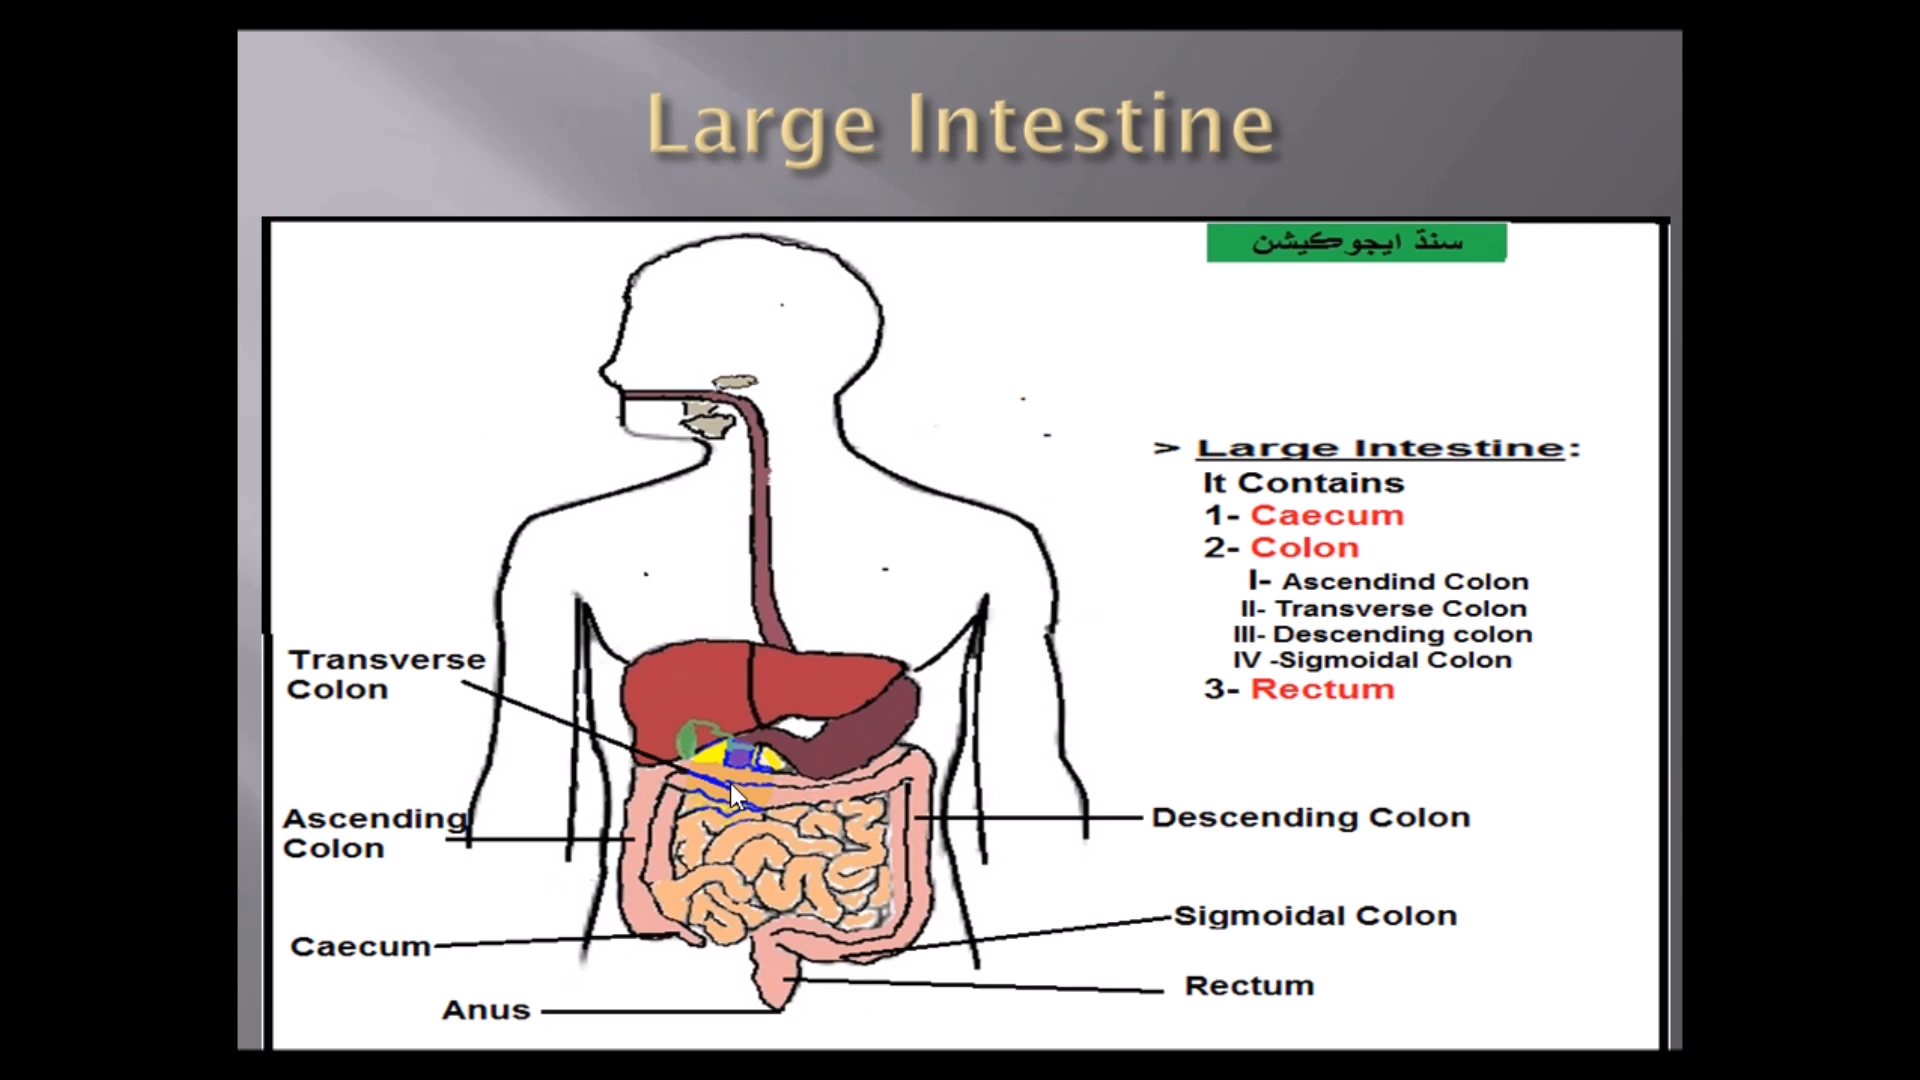 Large Intestine
سنڌ ايجوڪيشن
> Large Intestine:
It Contains
1- Caecum
2- Colon
I- Ascendind Colon
II- Transverse Colon
III- Descending colon
IV -Sigmoidal Colon
3- Rectum
Transverse
Colon
Ascending
Colon
Descending Colon
Caecum
Sigmoidal Colon
Rectum
Anus